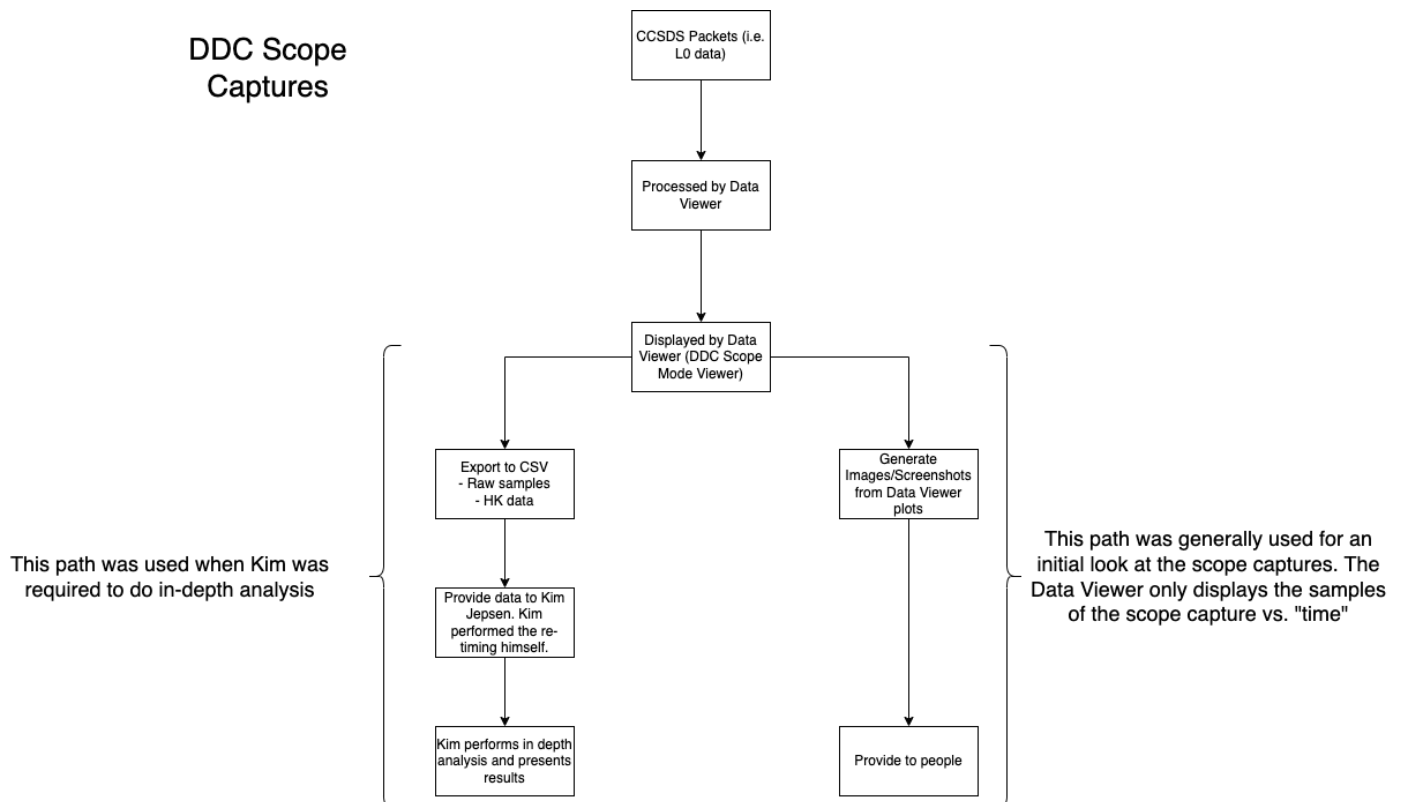 DDC Scope
Captures
CCSDS Packets (i.e.
L0 data)
Processed by Data
Viewer
Displayed by Data
Viewer (DDC Scope
Mode Viewer)
Export to CSV
- Raw samples
- HK data
Generate
Images/Screenshots
from Data Viewer
plots
This path was used when Kim was
required to do in-depth analysis
This path was generally used for an
initial look at the scope captures. The
Data Viewer only displays the samples
of the scope capture vs. "time"
Provide data to Kim
Jepsen. Kim
performed the re-
timing himself.
Kim performs in depth
analysis and presents
results
Provide to people